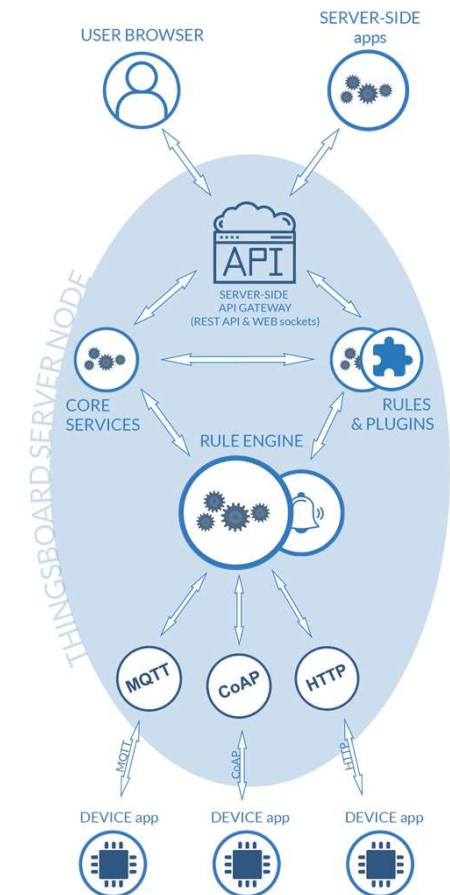 SERVER-SIDE
apps
USER BROWSER
API
SERVER-SIDE
API GATEWAY
(REST API & WEB sockets)
THINGSBOARD SERVER NODE
CORE
SERVICES
RULES
& PLUGINS
RULE ENGINE
MQTT
CoAP
HTTP
MQTT
CoAP
HTTP
DEVICE app
DEVICE app
DEVICE app